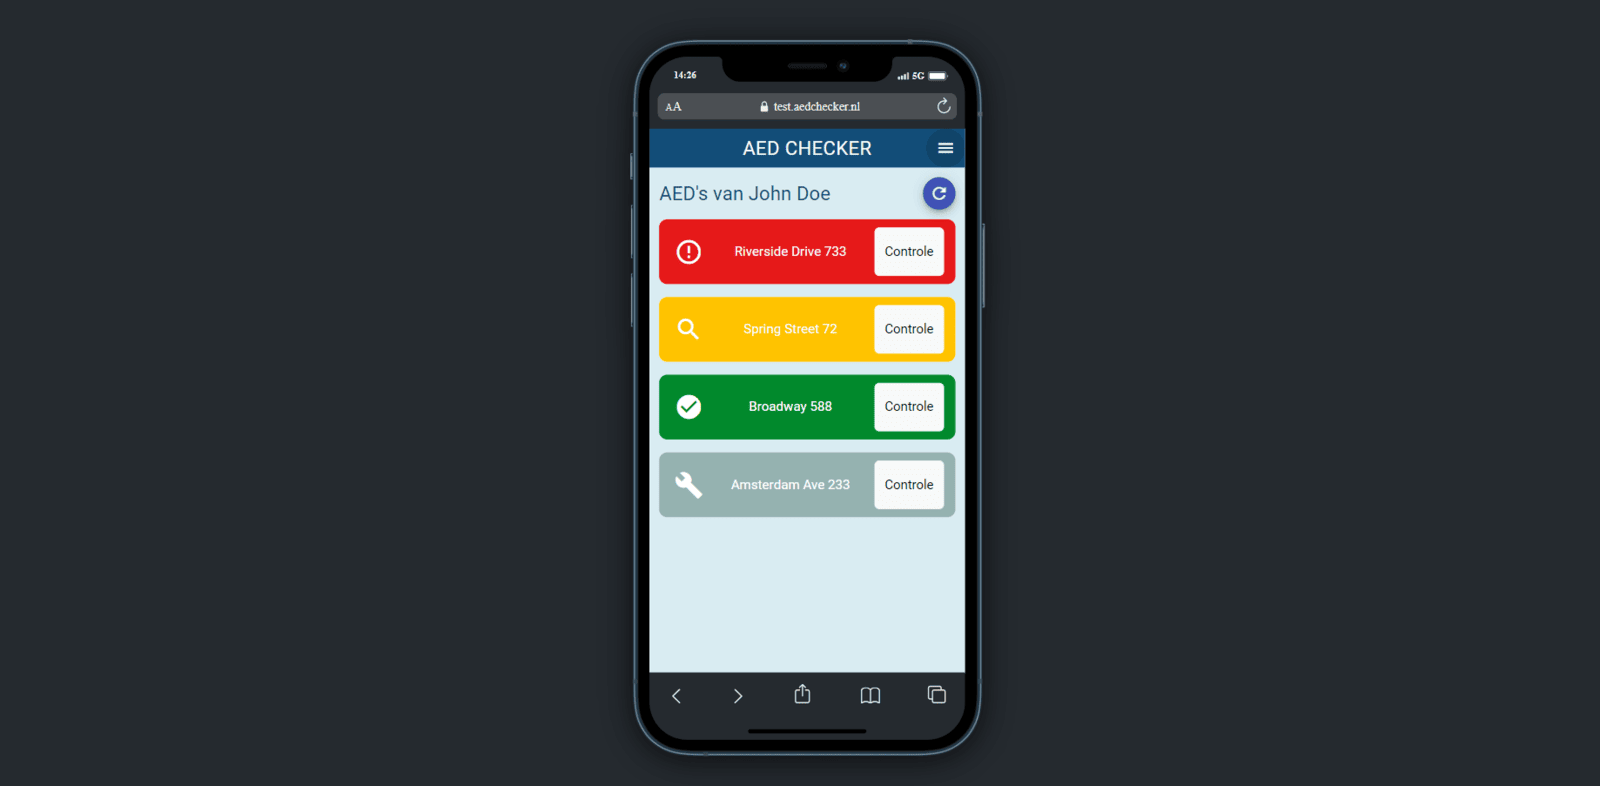 14:26
5G
AA
test.aedchecker.nl
AED CHECKER
AED's van John Doe
Riverside Drive 733
Controle
Spring Street 72
Controle
Broadway 588
Controle
Amsterdam Ave 233
Controle